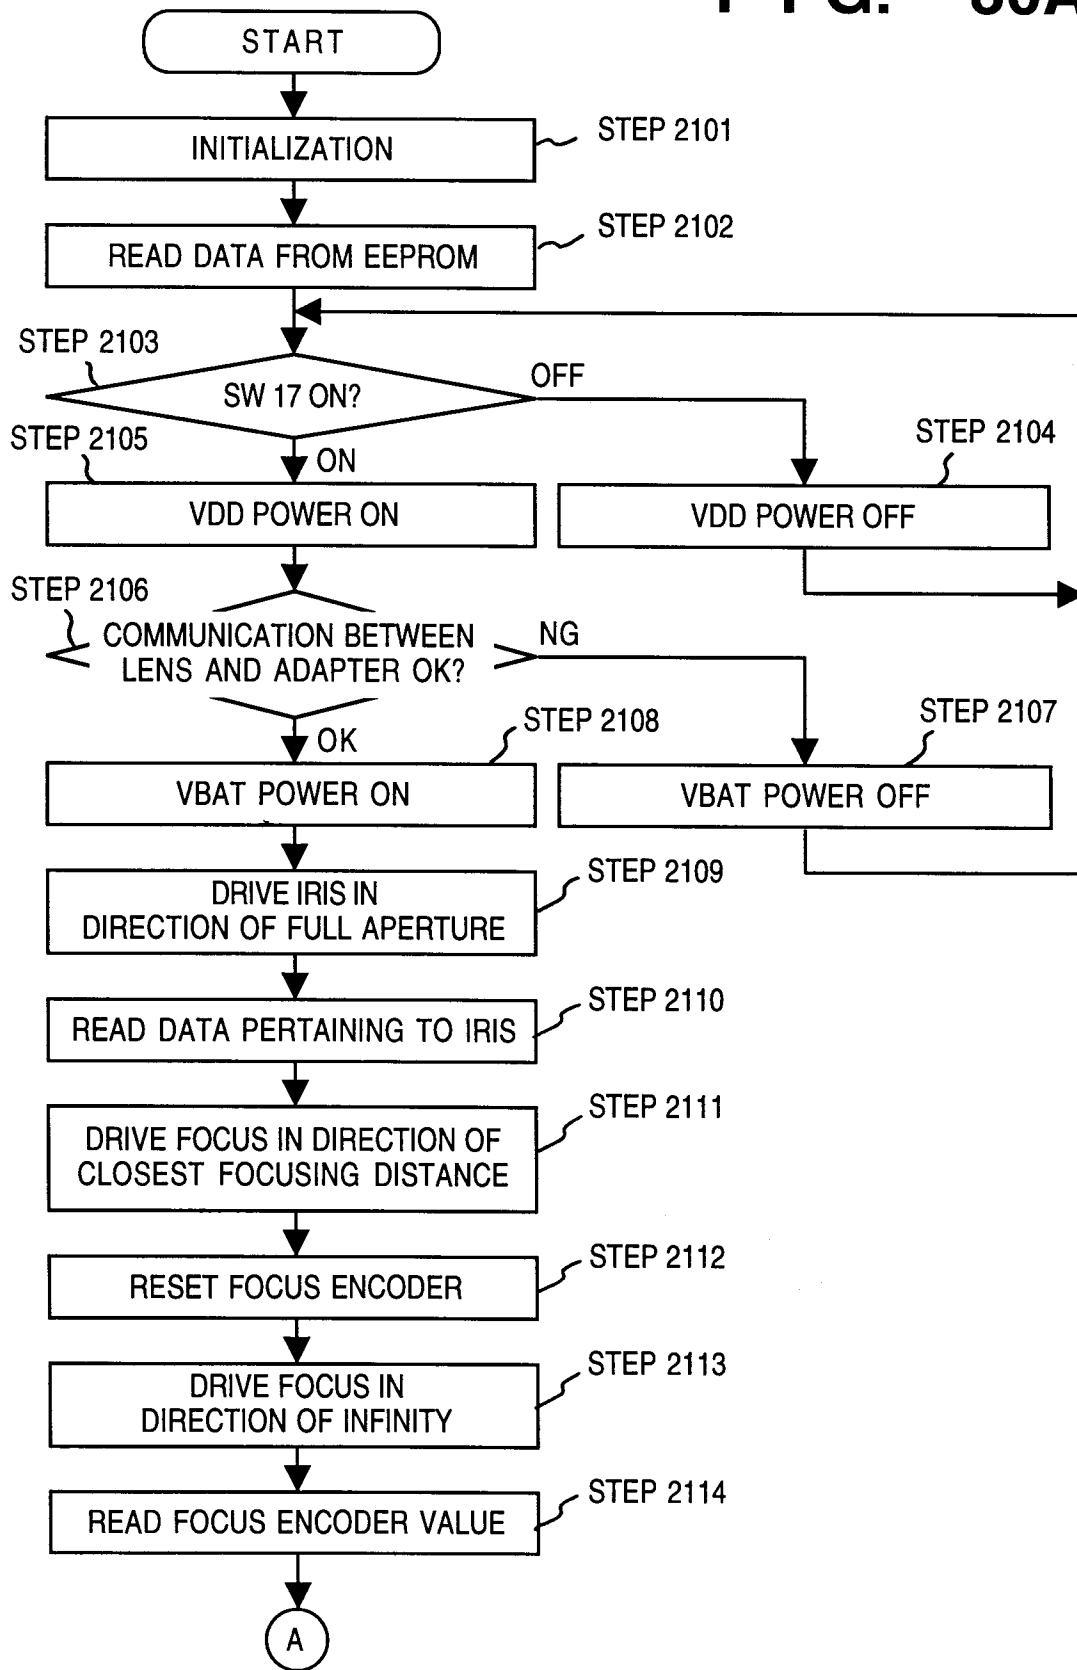 FIG. 80A
START
INITIALIZATION
STEP 2101
READ DATA FROM EEPROM
STEP 2102
STEP 2103
SW 17 ON?
OFF
STEP 2105
ON
STEP 2104
VDD POWER ON
VDD POWER OFF
STEP 2106
COMMUNICATION BETWEEN
LENS AND ADAPTER OK?
NG
OK
STEP 2108
STEP 2107
VBAT POWER ON
VBAT POWER OFF
STEP 2109
DRIVE IRIS IN
DIRECTION OF FULL APERTURE
STEP 2110
READ DATA PERTAINING TO IRIS
STEP 2111
DRIVE FOCUS IN DIRECTION OF
CLOSEST FOCUSING DISTANCE
STEP 2112
RESET FOCUS ENCODER
STEP 2113
DRIVE FOCUS IN
DIRECTION OF INFINITY
STEP 2114
READ FOCUS ENCODER VALUE
A